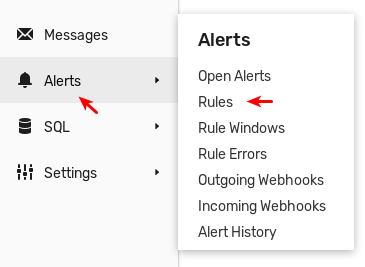 Messages
Alerts
SQL
Settings
Alerts
Open Alerts
Rules
Rule Windows
Rule Errors
Outgoing Webhooks
Incoming Webhooks
Alert History